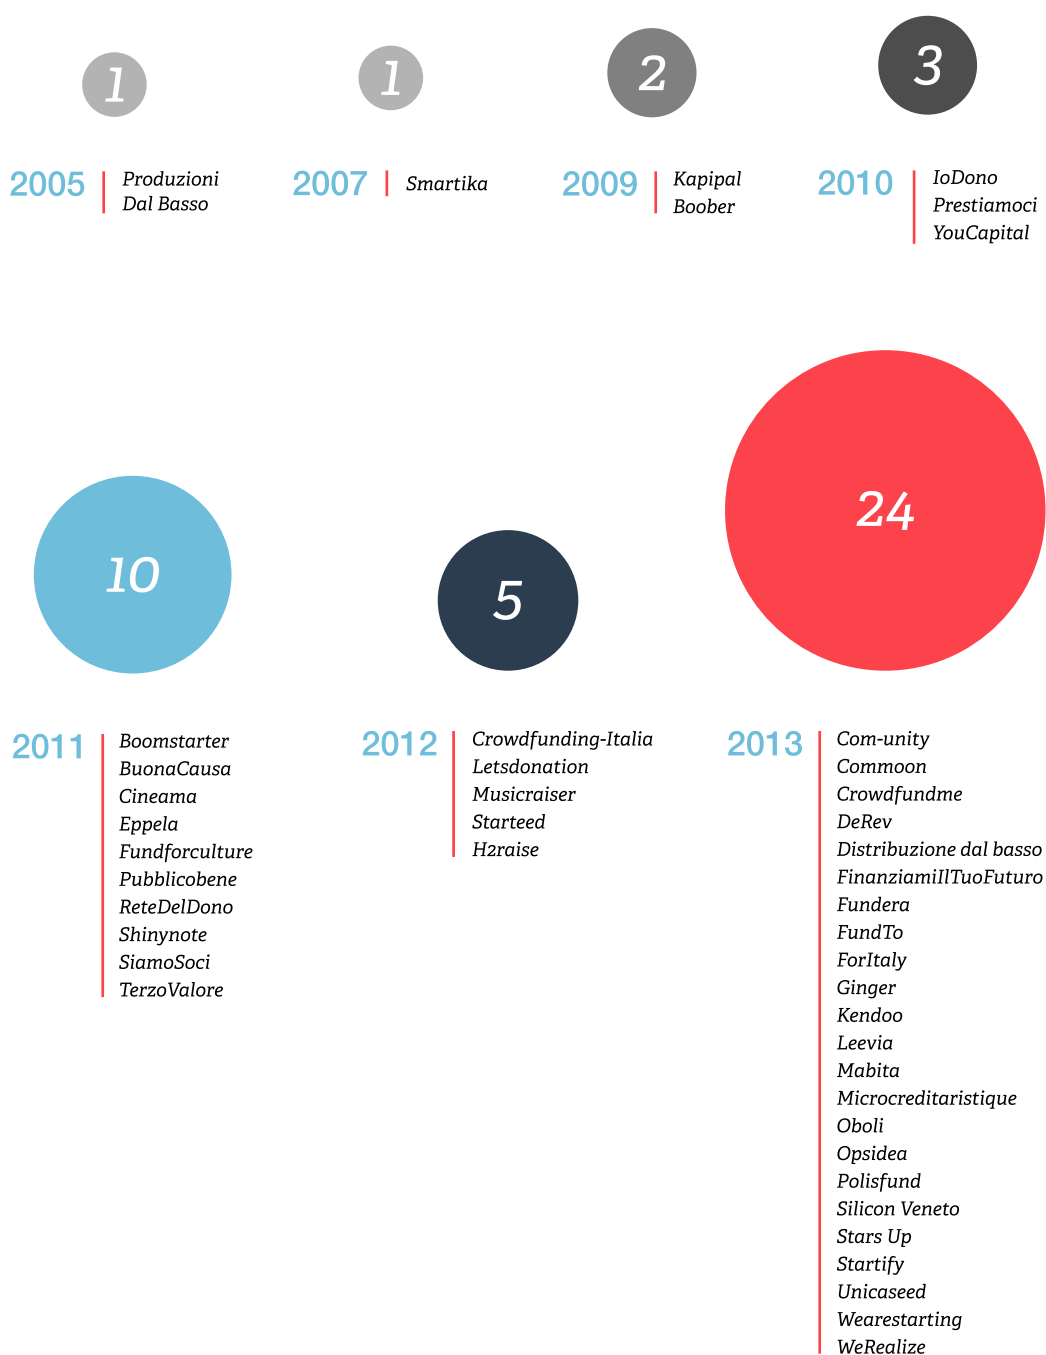 1
1
2
3
2005
Produzioni
Dal Basso
2007
Smartika
2009
Kapipal
Boober
2010
IoDono
Prestiamoci
YouCapital
10
5
24
2011
Boomstarter
BuonaCausa
Cineama
Eppela
Fundforculture
Pubblicobene
ReteDelDono
Shinynote
SiamoSoci
TerzoValore
2012
Crowdfunding-Italia
Letsdonation
Musicraiser
Starteed
H2raise
2013
Com-unity
Commoon
Crowdfundme
DeRev
Distribuzione dal basso
FinanziamiIlTuoFuturo
Fundera
FundTo
ForItaly
Ginger
Kendoo
Leevia
Mabita
Microcreditaristique
Oboli
Opsidea
Polisfund
Silicon Veneto
Stars Up
Startify
Unicaseed
Wearestarting
WeRealize